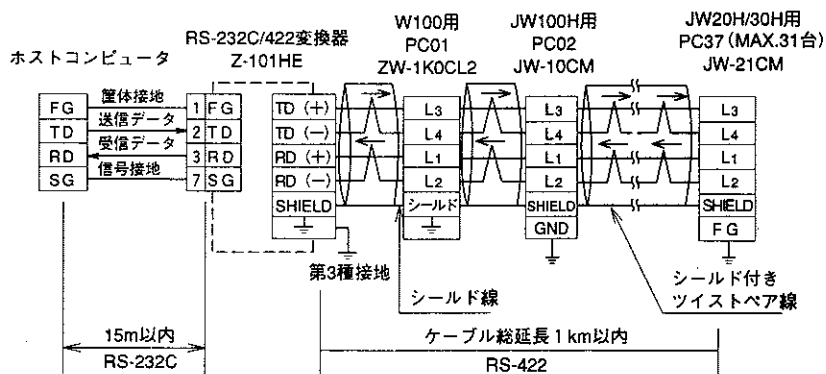 ホストコンピュータ
FG
TD
RD
SG
筐体接地
送信データ
受信データ
信号接地
RS-232C/422変換器
Z-101HE
1 FG
2 TD
3 RD
7 SG
TD (+)
TD (−)
RD (+)
RD (−)
SHIELD
第3種接地
W100用
PC01
ZW-1K0CL2
L3
L4
L1
L2
シールド
JW100H用
PC02
JW-10CM
L3
L4
L1
L2
SHIELD
GND
JW20H/30H用
PC37 (MAX.31台)
JW-21CM
L3
L4
L1
L2
SHIELD
FG
シールド線
シールド付き
ツイストペア線
15m以内
RS-232C
ケーブル総延長1km以内
RS-422